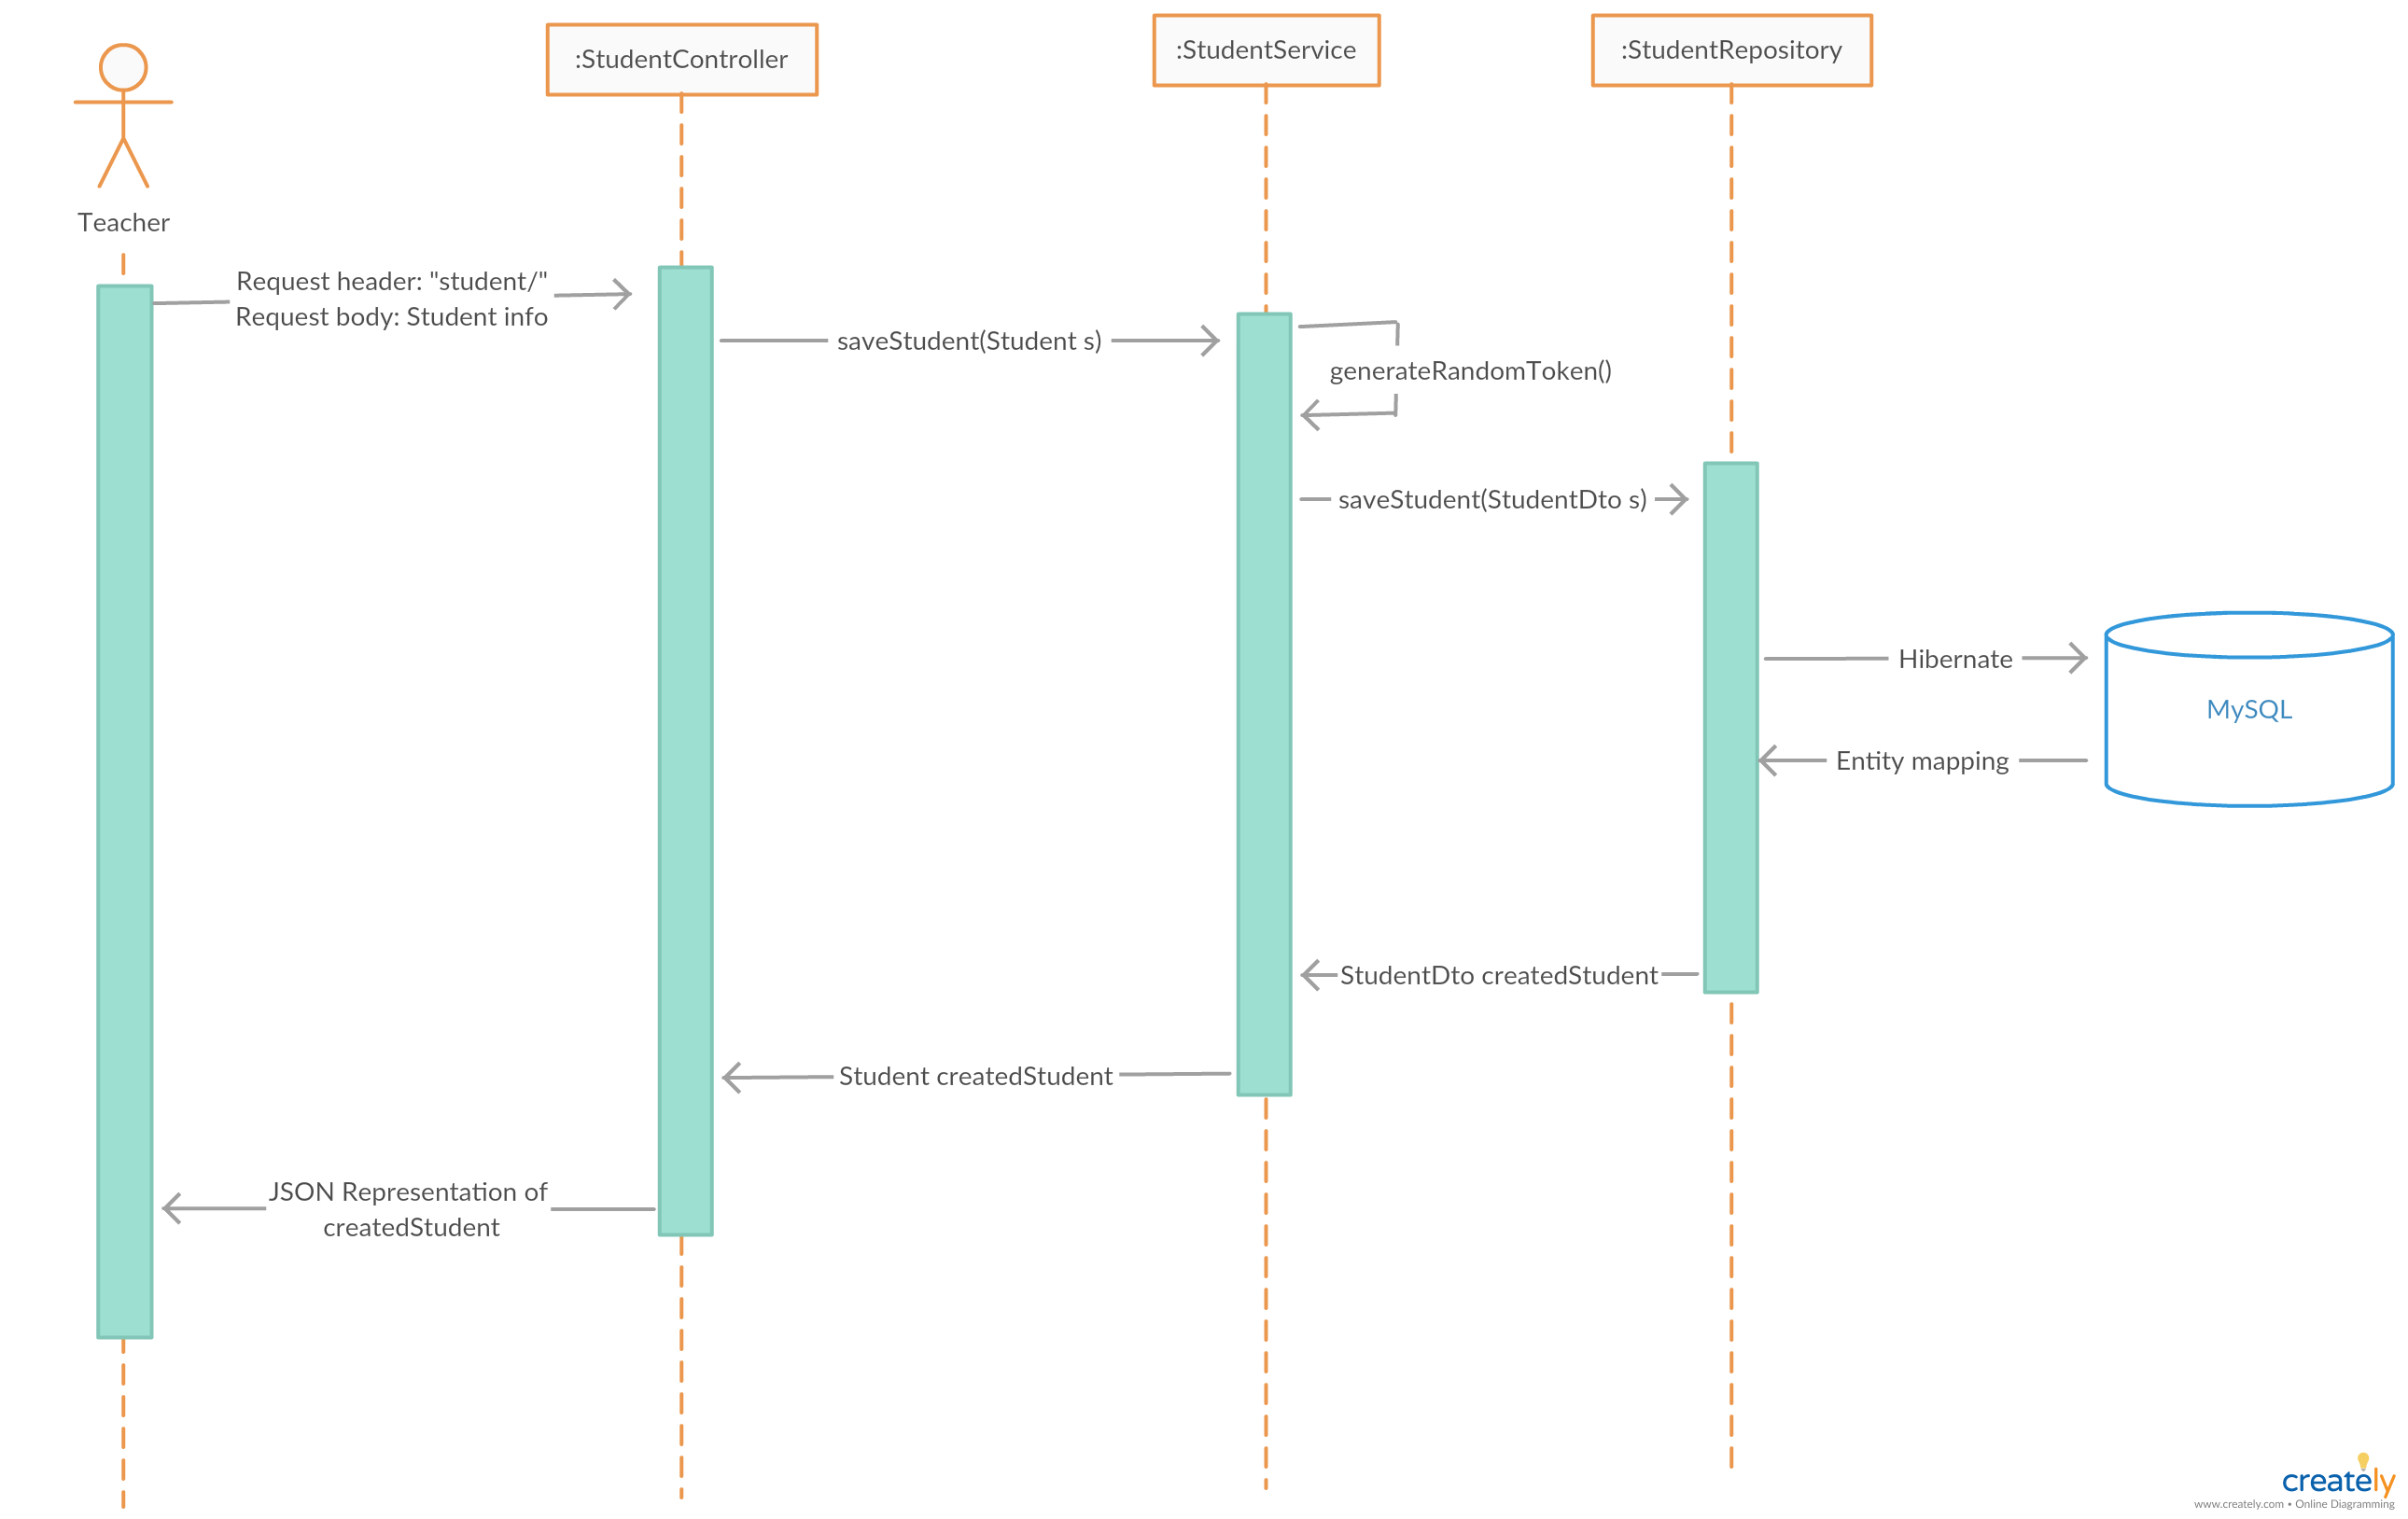 :StudentController
:StudentService
:StudentRepository
Teacher
Request header: "student/"
Request body: Student info
saveStudent(Student s)
generateRandomToken()
saveStudent(StudentDto s)
Hibernate
MySQL
Entity mapping
StudentDto createdStudent
Student createdStudent
JSON Representation of
createdStudent
creately
www.creately.com • Online Diagramming